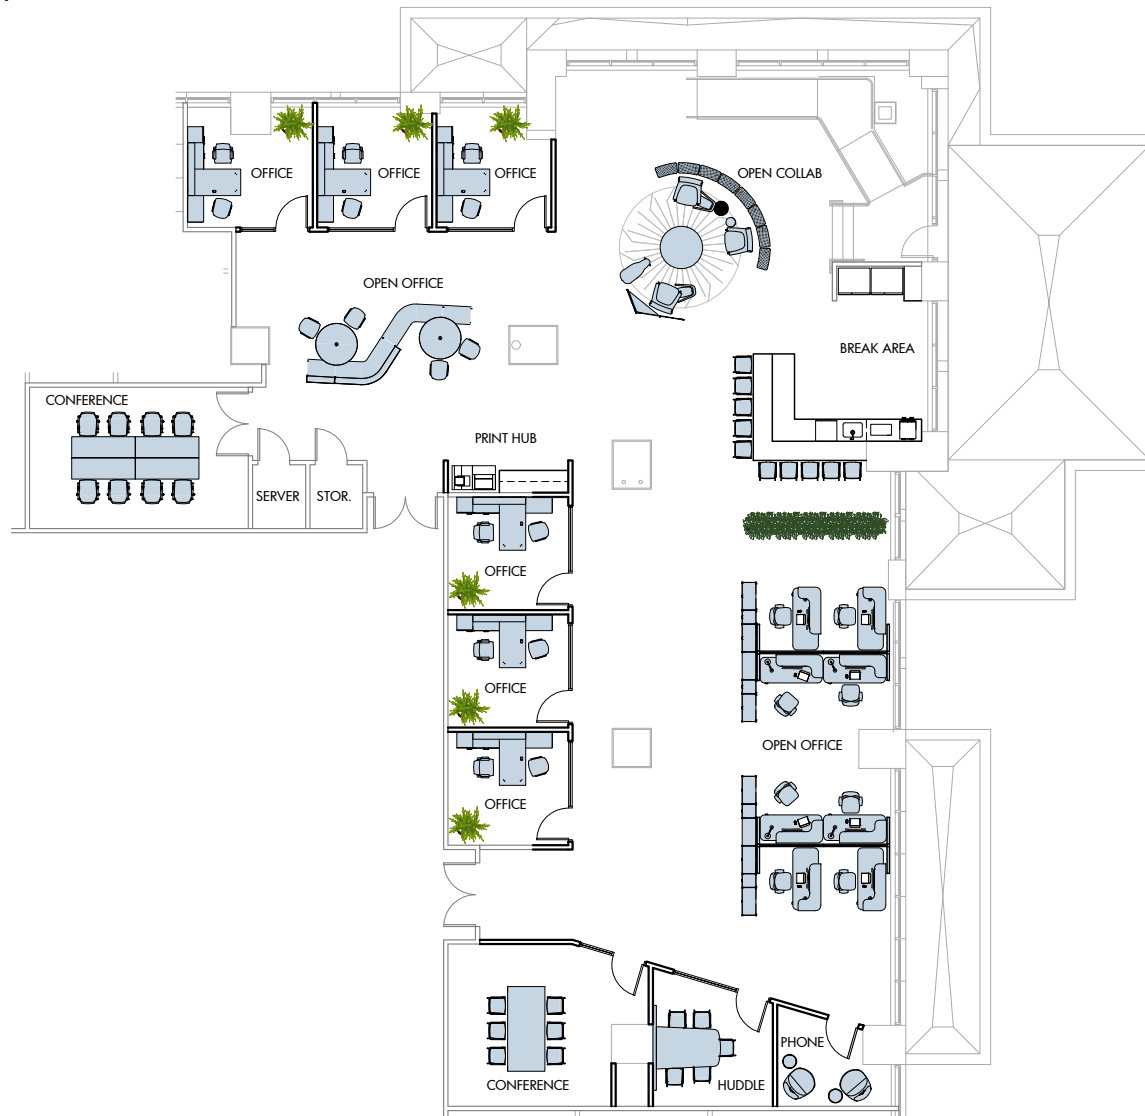 OFFICE
OFFICE
OFFICE
OPEN COLLAB
OPEN OFFICE
BREAK AREA
CONFERENCE
PRINT HUB
SERVER
STOR.
OFFICE
OFFICE
OPEN OFFICE
OFFICE
PHONE
CONFERENCE
HUDDLE